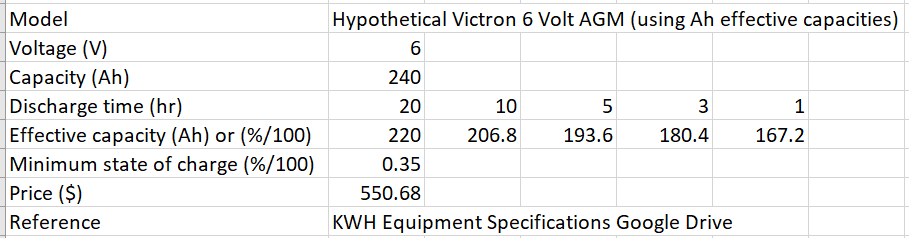 Model Hypothetical Victron 6 Volt AGM (using Ah effective capacities)
Voltage (V) 6
Capacity (Ah) 240
Discharge time (hr) 20 10 5 3 1
Effective capacity (Ah) or (%/100) 220 206.8 193.6 180.4 167.2
Minimum state of charge (%/100) 0.35
Price ($) 550.68
Reference KWH Equipment Specifications Google Drive